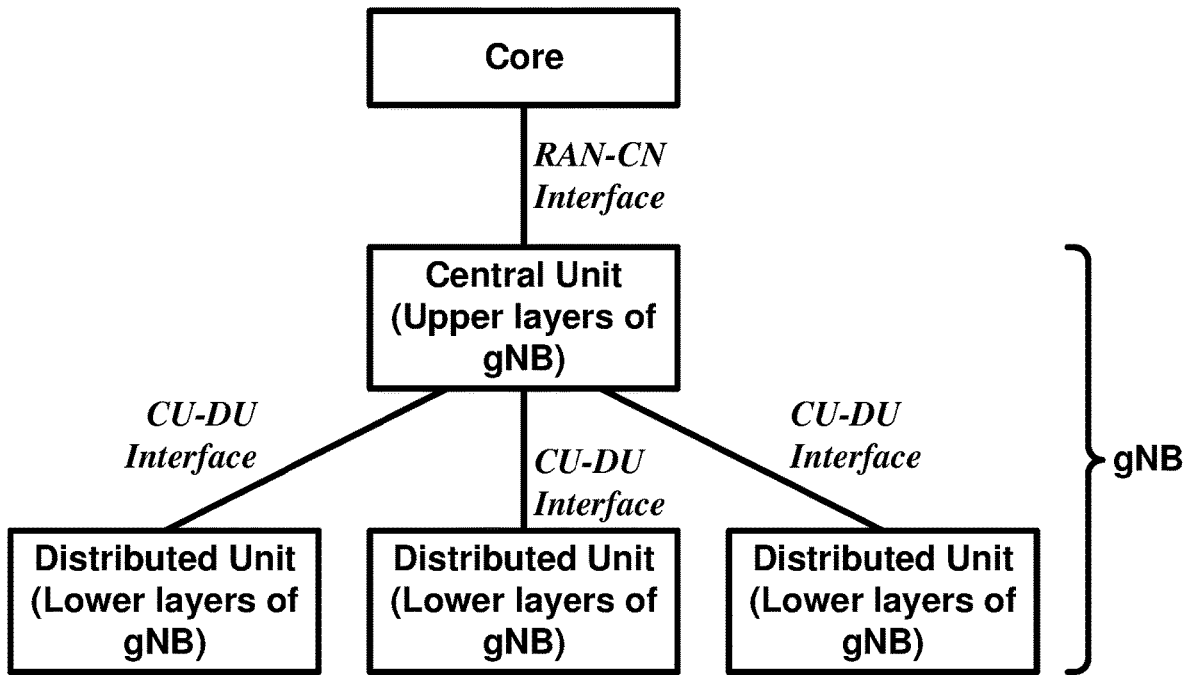 Core
RAN-CN
Interface
Central Unit
(Upper layers of
gNB)
CU-DU
Interface
CU-DU
Interface
CU-DU
Interface
gNB
Distributed Unit
(Lower layers of
gNB)
Distributed Unit
(Lower layers of
gNB)
Distributed Unit
(Lower layers of
gNB)